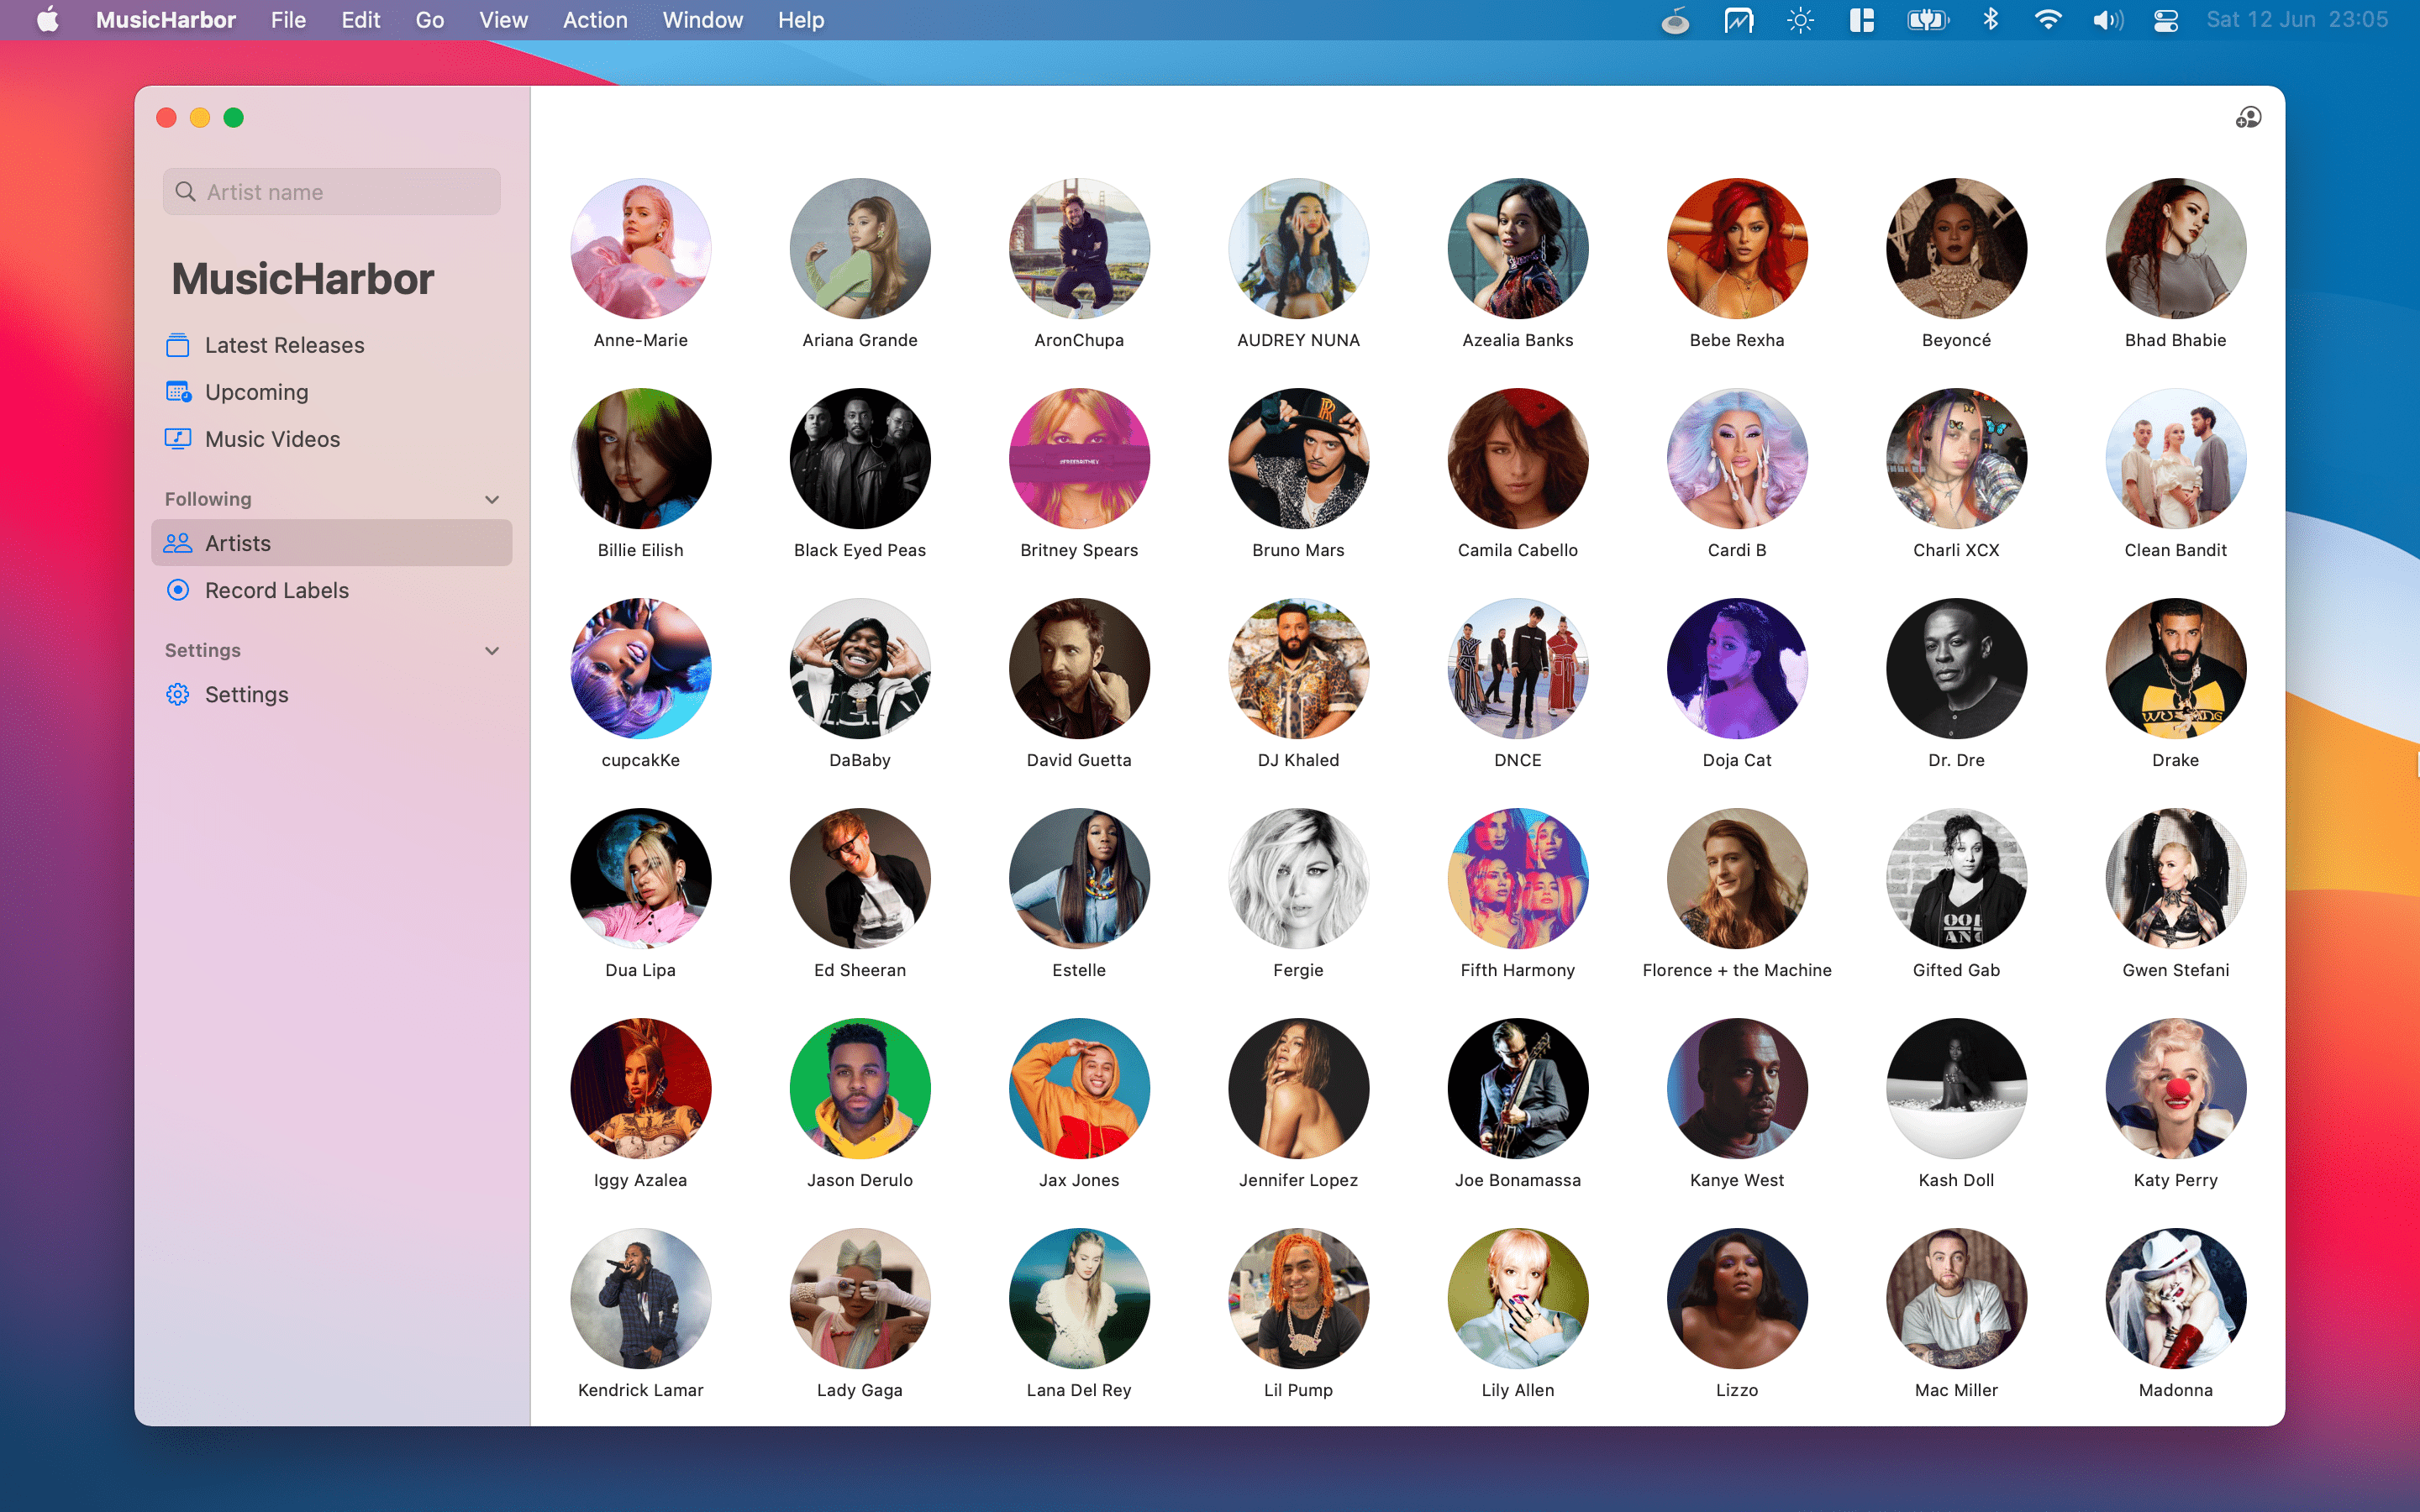 MusicHarbor File Edit Go View Action Window Help Sat 12 Jun 23:05
Artist name
MusicHarbor
Latest Releases
Upcoming
Music Videos
Following
Artists
Record Labels
Settings
Settings
Anne-Marie Ariana Grande AronChupa AUDREY NUNA Azealia Banks Bebe Rexha Beyoncé Bhad Bhabie
#FREEBRITNEY
Billie Eilish Black Eyed Peas Britney Spears Bruno Mars Camila Cabello Cardi B Charli XCX Clean Bandit
cupcakKe DaBaby David Guetta DJ Khaled DNCE Doja Cat Dr. Dre Drake
Dua Lipa Ed Sheeran Estelle Fergie Fifth Harmony Florence + the Machine Gifted Gab Gwen Stefani
Iggy Azalea Jason Derulo Jax Jones Jennifer Lopez Joe Bonamassa Kanye West Kash Doll Katy Perry
Kendrick Lamar Lady Gaga Lana Del Rey Lil Pump Lily Allen Lizzo Mac Miller Madonna